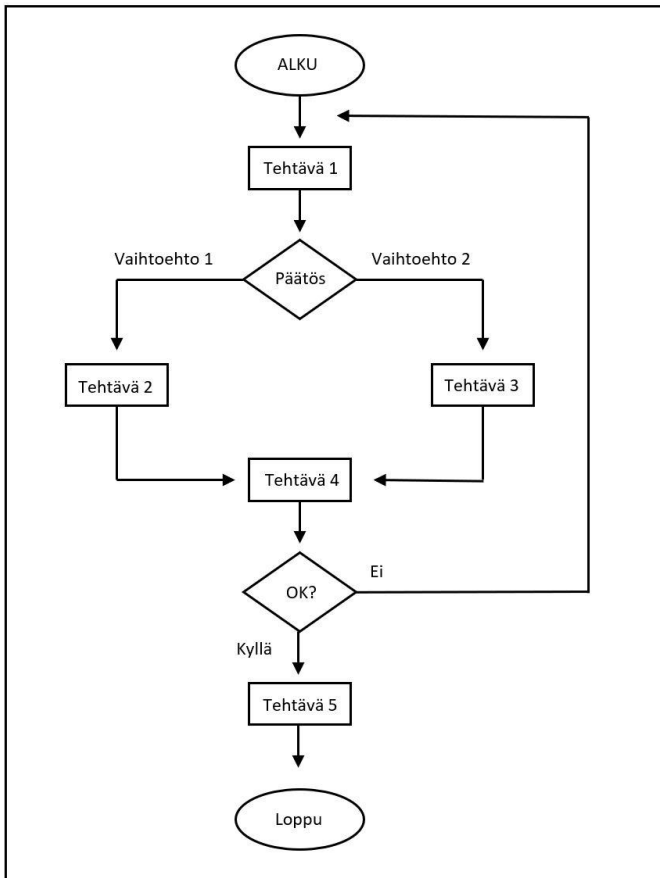 ALKU
Tehtävä 1
Vaihtoehto 1
Päätös
Vaihtoehto 2
Tehtävä 2
Tehtävä 3
Tehtävä 4
Ei
OK?
Kyllä
Tehtävä 5
Loppu